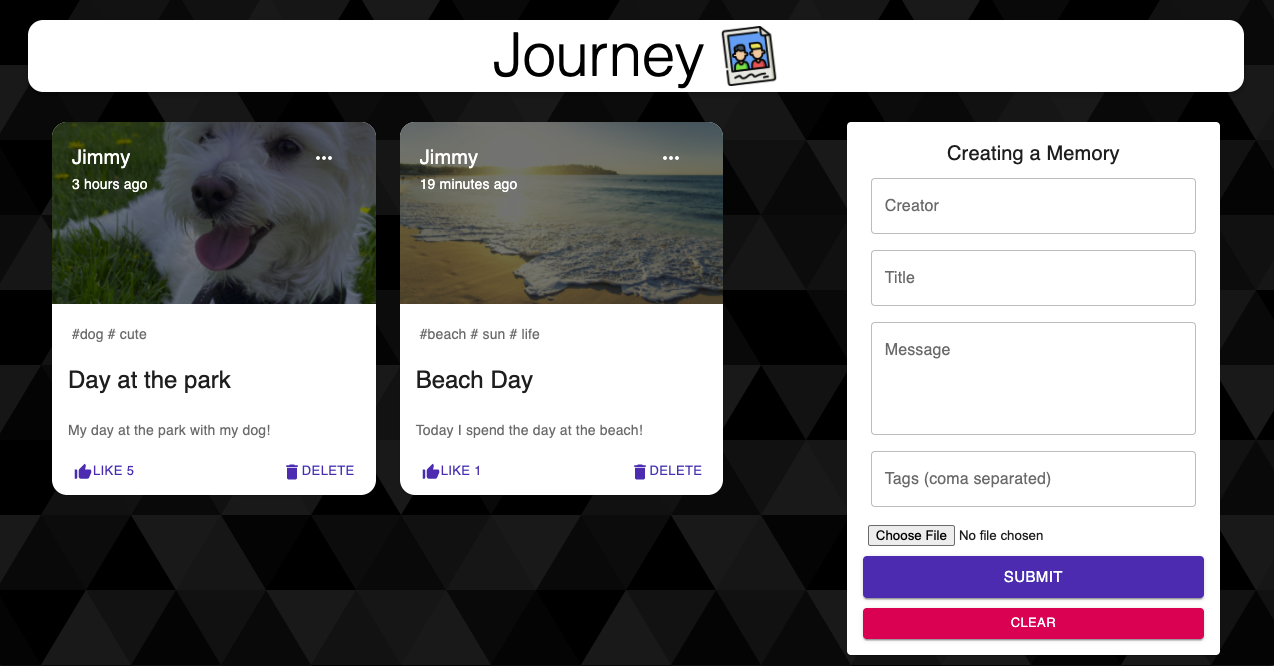 Journey
Jimmy
3 hours ago
#dog # cute
Day at the park
My day at the park with my dog!
LIKE 5
DELETE
Jimmy
19 minutes ago
#beach # sun # life
Beach Day
Today I spend the day at the beach!
LIKE 1
DELETE
Creating a Memory
Creator
Title
Message
Tags (coma separated)
Choose File No file chosen
SUBMIT
CLEAR